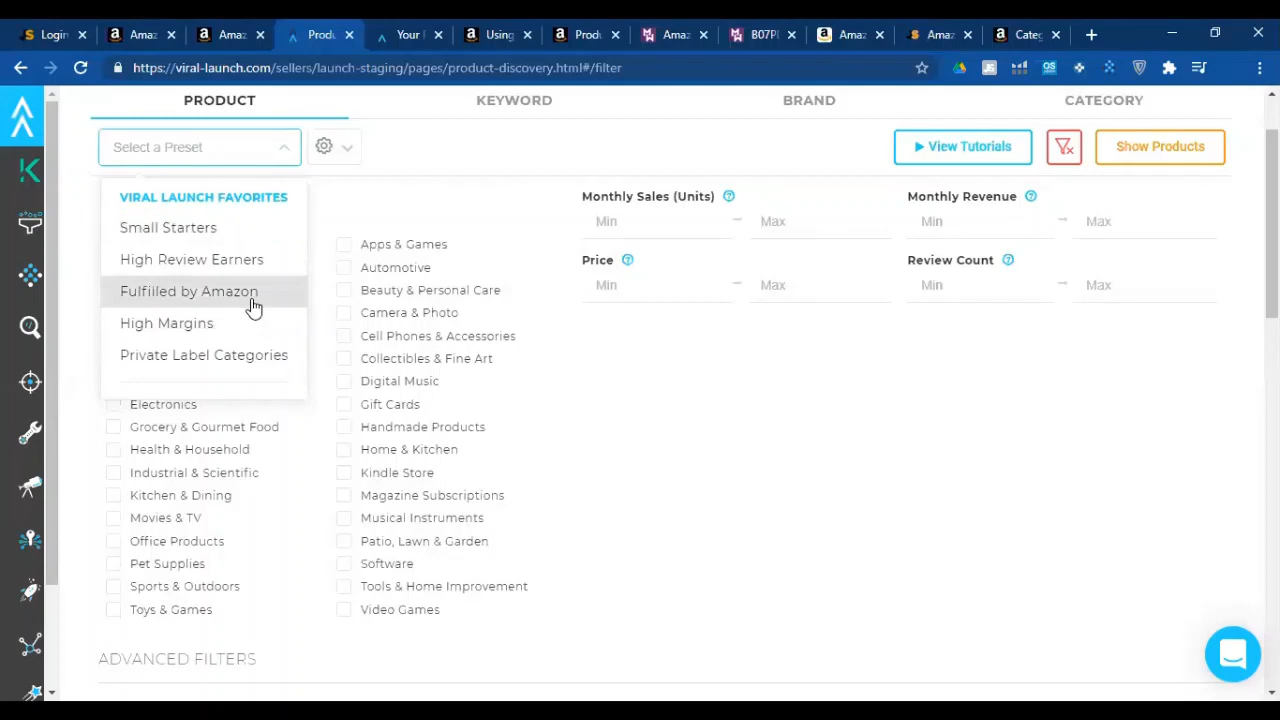 Login
Amaz
Amaz
Produ
Your F
Using
Produ
Amaz
B07PL
Amaz
Amaz
Categ
https://viral-launch.com/sellers/launch-staging/pages/product-discovery.html#/filter
PRODUCT
KEYWORD
BRAND
CATEGORY
Select a Preset
View Tutorials
Show Products
VIRAL LAUNCH FAVORITES
Small Starters
High Review Earners
Fulfilled by Amazon
High Margins
Private Label Categories
Electronics
Grocery & Gourmet Food
Health & Household
Industrial & Scientific
Kitchen & Dining
Movies & TV
Office Products
Pet Supplies
Sports & Outdoors
Toys & Games
Apps & Games
Automotive
Beauty & Personal Care
Camera & Photo
Cell Phones & Accessories
Collectibles & Fine Art
Digital Music
Gift Cards
Handmade Products
Home & Kitchen
Kindle Store
Magazine Subscriptions
Musical Instruments
Patio, Lawn & Garden
Software
Tools & Home Improvement
Video Games
Monthly Sales (Units)
Min
Max
Monthly Revenue
Min
Max
Price
Min
Max
Review Count
Min
Max
ADVANCED FILTERS